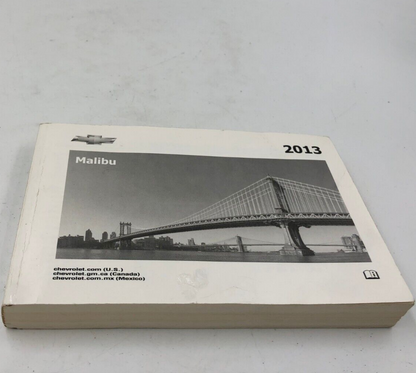 2013
Malibu
chevrolet.com (U.S.)
chevrolet.gm.ca (Canada)
chevrolet.com.mx (Mexico)